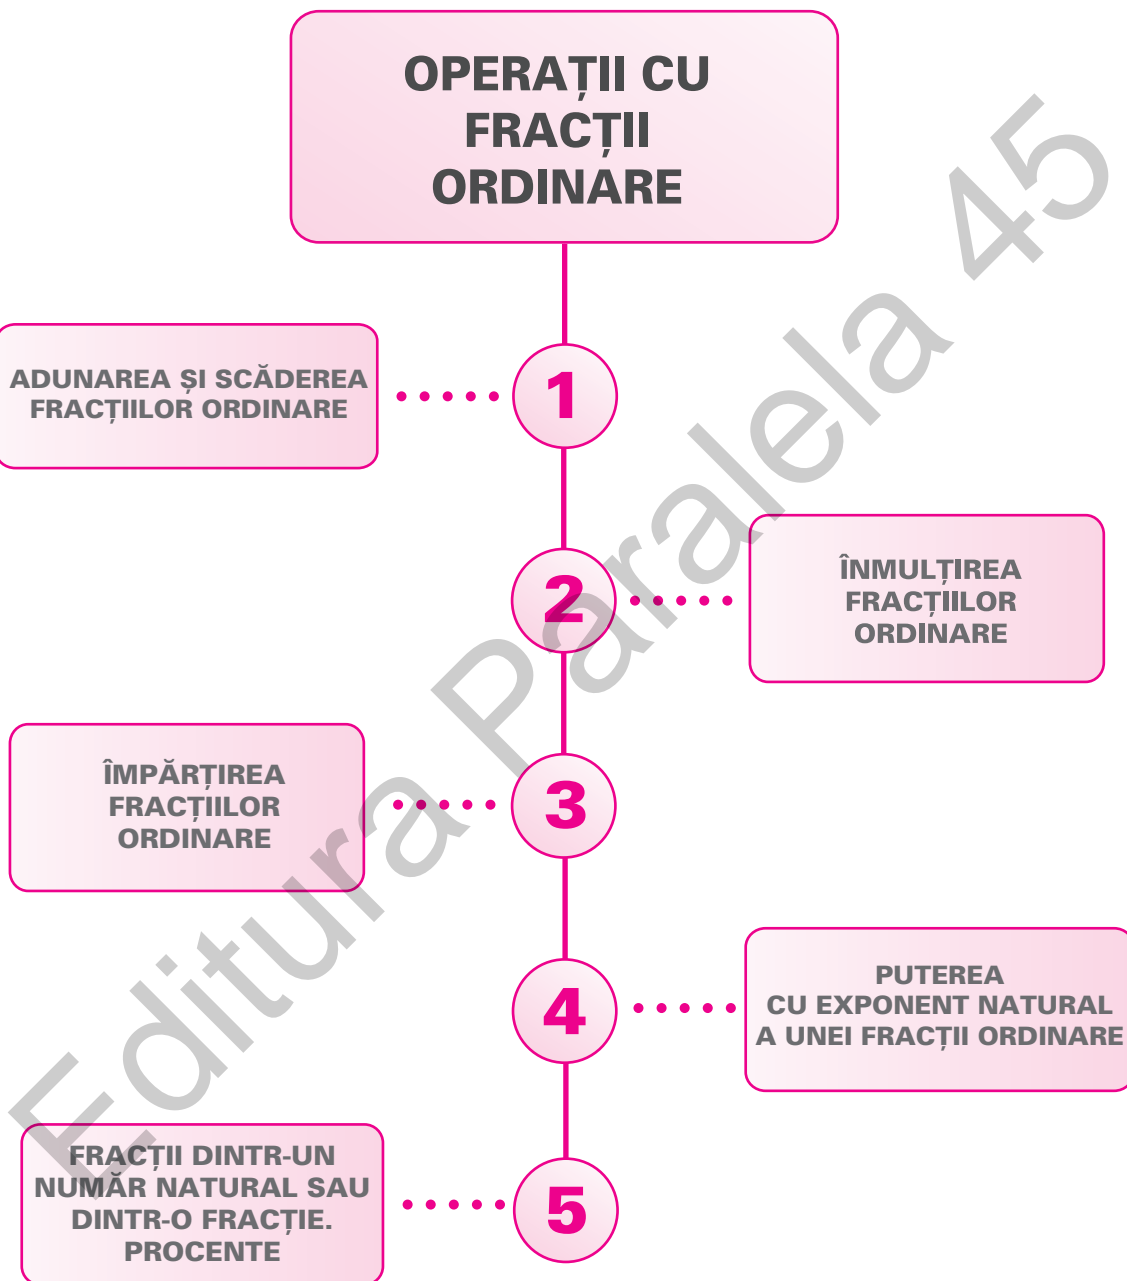 OPERAȚII CU
FRACȚII
ORDINARE
ADUNAREA ȘI SCĂDEREA
FRACȚIILOR ORDINARE
1
2
ÎNMULȚIREA
FRACȚIILOR
ORDINARE
ÎMPĂRȚIREA
FRACȚIILOR
ORDINARE
3
4
PUTEREA
CU EXPONENT NATURAL
A UNEI FRACȚII ORDINARE
FRACȚII DINTR-UN
NUMĂR NATURAL SAU
DINTR-O FRACȚIE.
PROCENTE
5
Editura Paralela 45